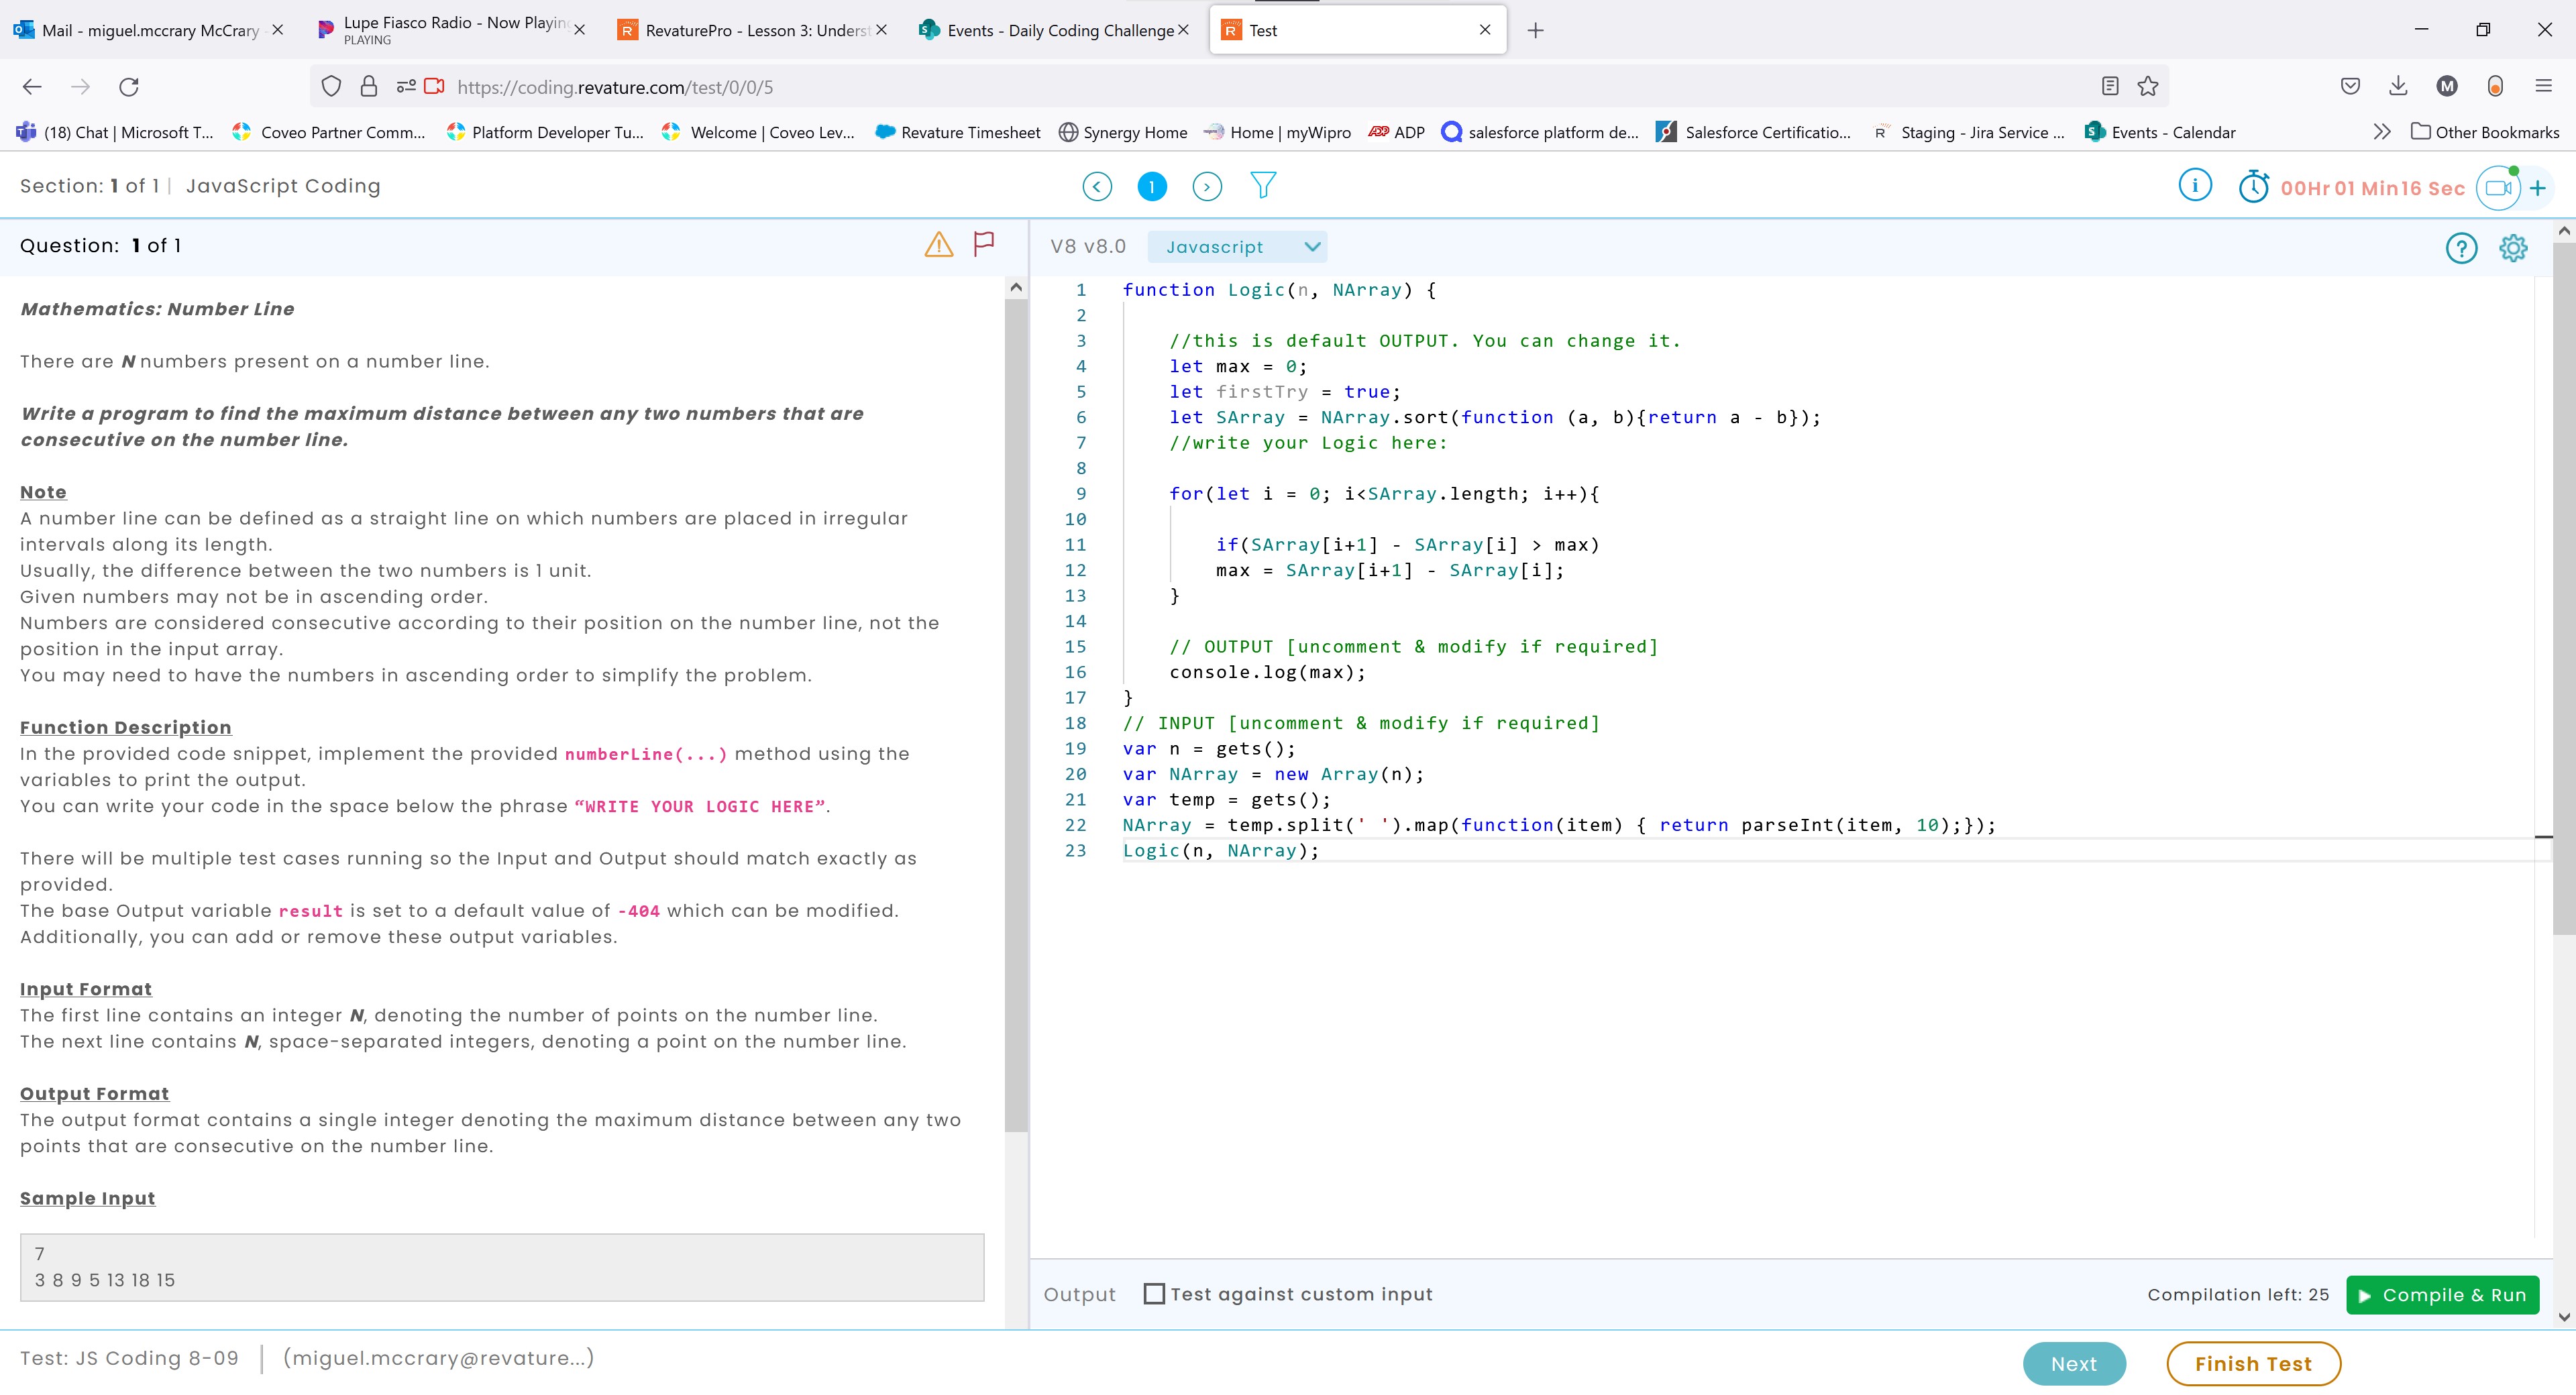 Mail - miguel.mccrary McCrary
Lupe Fiasco Radio - Now Playing
PLAYING
RevaturePro - Lesson 3: Underst
Events - Daily Coding Challenge
Test
https://coding.revature.com/test/0/0/5
M
(18) Chat | Microsoft T...
Coveo Partner Comm...
Platform Developer Tu...
Welcome | Coveo Lev...
Revature Timesheet
Synergy Home
Home | myWipro
ADP
salesforce platform de...
Salesforce Certificatio...
Staging - Jira Service ...
Events - Calendar
Other Bookmarks
Section: 1 of 1 | JavaScript Coding
1
00Hr 01 Min 16 Sec
Question: 1 of 1
Mathematics: Number Line
There are N numbers present on a number line.
Write a program to find the maximum distance between any two numbers that are
consecutive on the number line.
Note
A number line can be defined as a straight line on which numbers are placed in irregular
intervals along its length.
Usually, the difference between the two numbers is 1 unit.
Given numbers may not be in ascending order.
Numbers are considered consecutive according to their position on the number line, not the
position in the input array.
You may need to have the numbers in ascending order to simplify the problem.
Function Description
In the provided code snippet, implement the provided numberLine(...) method using the
variables to print the output.
You can write your code in the space below the phrase “WRITE YOUR LOGIC HERE”.
There will be multiple test cases running so the Input and Output should match exactly as
provided.
The base Output variable result is set to a default value of -404 which can be modified.
Additionally, you can add or remove these output variables.
Input Format
The first line contains an integer N, denoting the number of points on the number line.
The next line contains N, space-separated integers, denoting a point on the number line.
Output Format
The output format contains a single integer denoting the maximum distance between any two
points that are consecutive on the number line.
Sample Input
7
3 8 9 5 13 18 15
V8 v8.0 Javascript
1 function Logic(n, NArray) {
2
3 //this is default OUTPUT. You can change it.
4 let max = 0;
5 let firstTry = true;
6 let SArray = NArray.sort(function (a, b){return a - b});
7 //write your Logic here:
8
9 for(let i = 0; i<SArray.length; i++){
10
11 if(SArray[i+1] - SArray[i] > max)
12 max = SArray[i+1] - SArray[i];
13 }
14
15 // OUTPUT [uncomment & modify if required]
16 console.log(max);
17 }
18 // INPUT [uncomment & modify if required]
19 var n = gets();
20 var NArray = new Array(n);
21 var temp = gets();
22 NArray = temp.split(' ').map(function(item) { return parseInt(item, 10);});
23 Logic(n, NArray);
Output Test against custom input
Compilation left: 25
Compile & Run
Test: JS Coding 8-09 | (miguel.mccrary@revature...)
Next
Finish Test